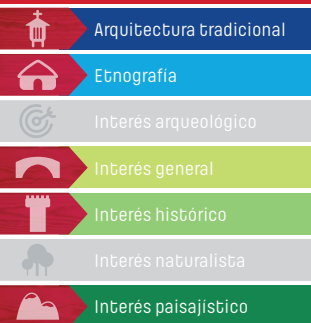 Arquitectura tradicional
Etnografía
Interés arqueológico
Interés general
Interés histórico
Interés naturalista
Interés paisajístico